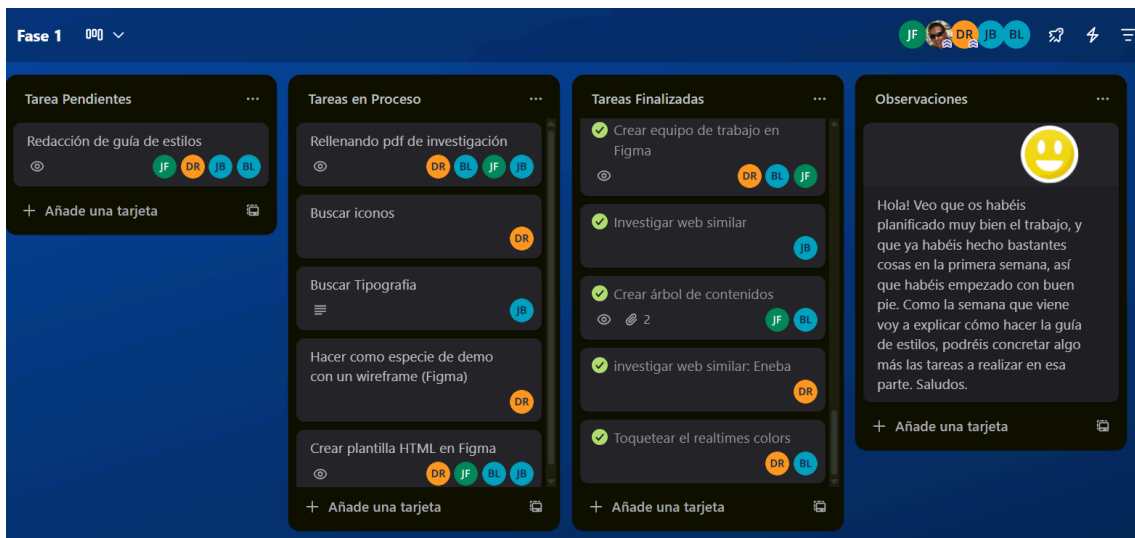 Fase 1
JF DR JB BL
Tarea Pendientes
Redacción de guía de estilos
JF DR JB BL
+ Añade una tarjeta
Tareas en Proceso
Rellenando pdf de investigación
DR BL JF JB
Buscar iconos
DR
Buscar Tipografia
JB
Hacer como especie de demo
con un wireframe (Figma)
DR
Crear plantilla HTML en Figma
DR JF BL JB
+ Añade una tarjeta
Tareas Finalizadas
Crear equipo de trabajo en
Figma
DR BL JF
Investigar web similar
JB
Crear árbol de contenidos
2 JF BL
investigar web similar: Eneba
DR
Toquetear el realtimes colors
DR BL
+ Añade una tarjeta
Observaciones
Hola! Veo que os habéis
planificado muy bien el trabajo, y
que ya habéis hecho bastantes
cosas en la primera semana, así
que habéis empezado con buen
pie. Como la semana que viene
voy a explicar cómo hacer la guía
de estilos, podréis concretar algo
más las tareas a realizar en esa
parte. Saludos.
+ Añade una tarjeta